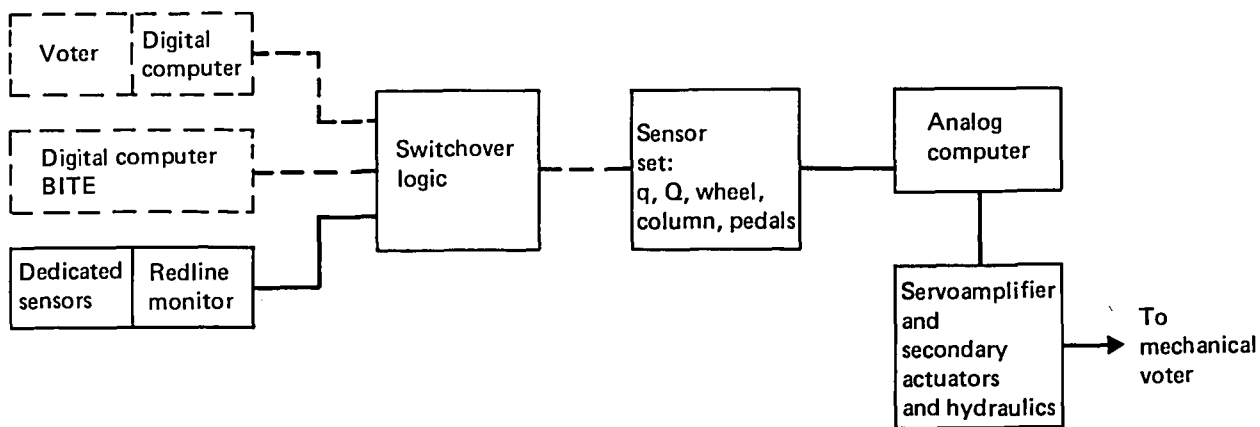 Voter
Digital
computer
Digital computer
BITE
Dedicated
sensors
Redline
monitor
Switchover
logic
Sensor
set:
q, Q, wheel,
column, pedals
Analog
computer
Servoamplifier
and
secondary
actuators
and hydraulics
To
mechanical
voter